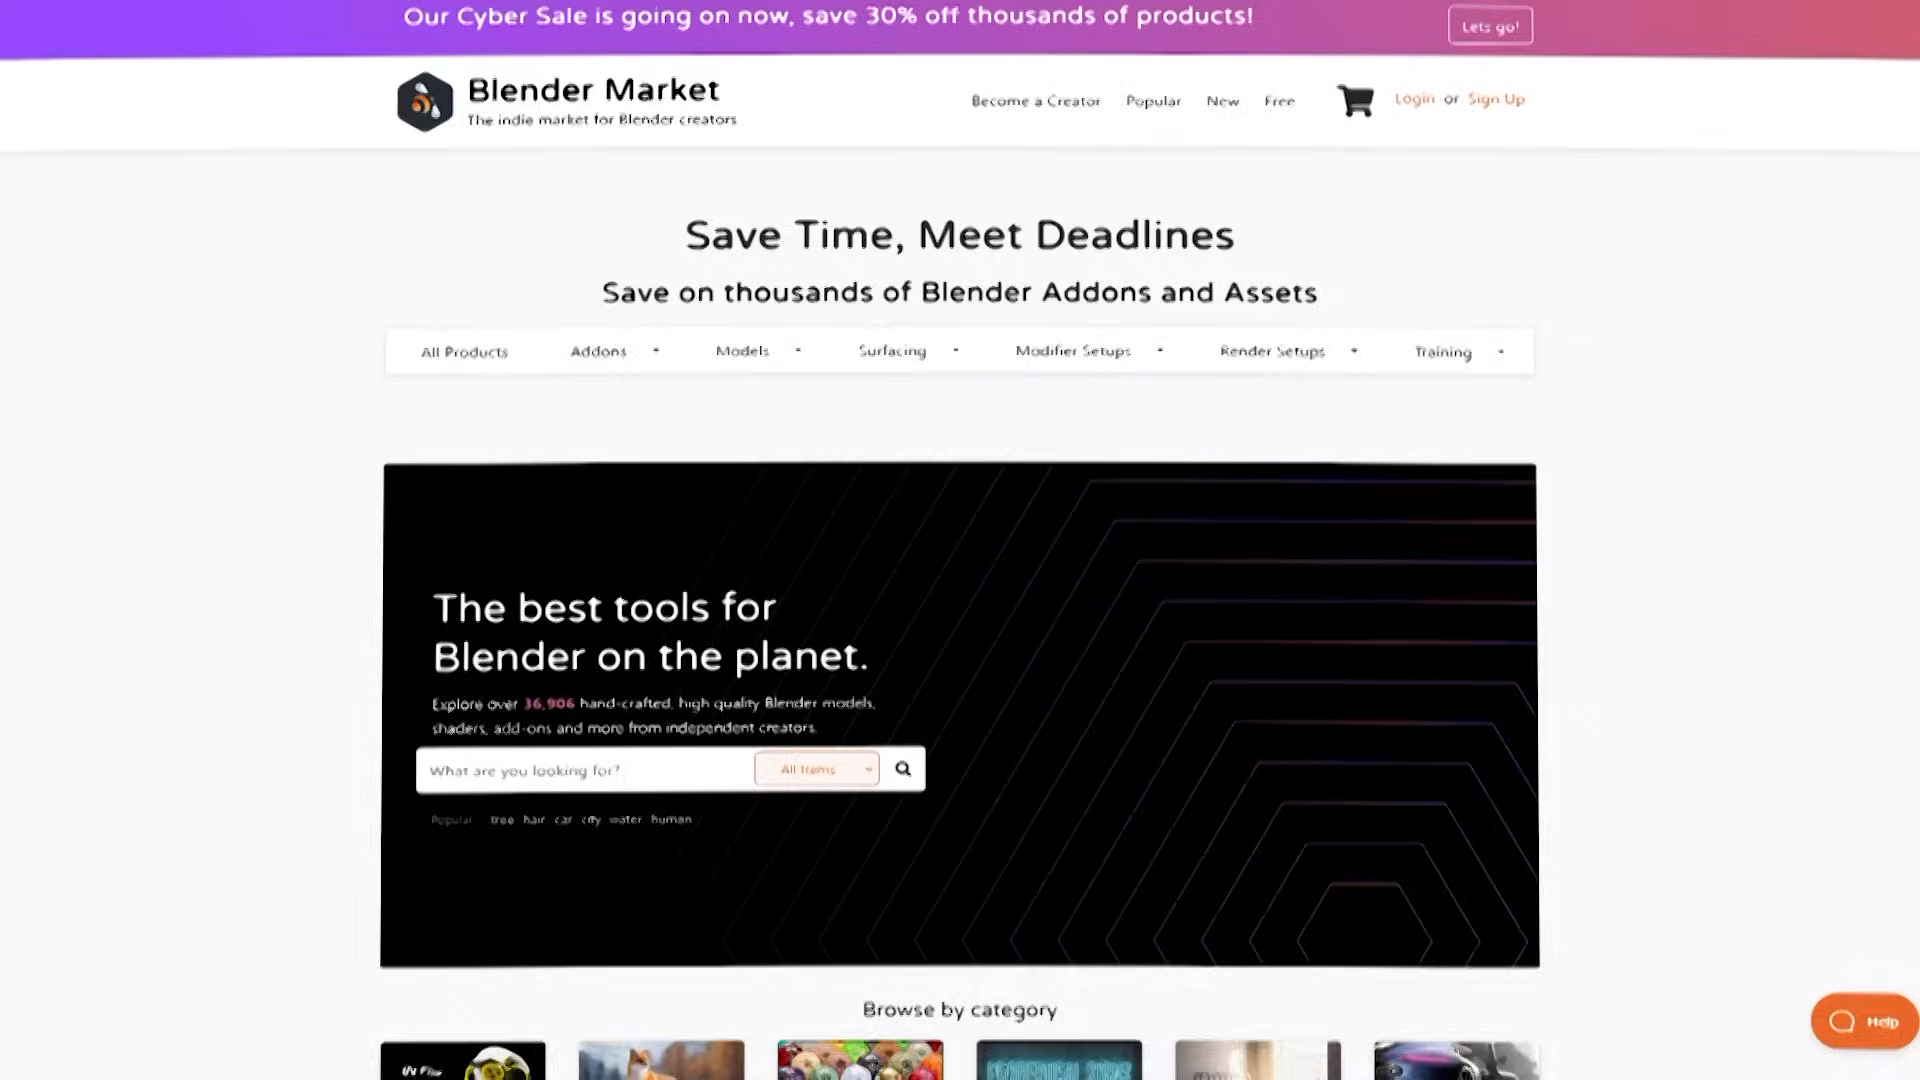 Our Cyber Sale is going on now, save 30% off thousands of products!
Lets go!
Blender Market
The indie market for Blender creators
Become a Creator Popular New Free
Login or Sign Up
Save Time, Meet Deadlines
Save on thousands of Blender Addons and Assets
All Products Addons Models Surfacing Modifier Setups Render Setups Training
The best tools for
Blender on the planet.
Explore over 36,906 hand-crafted, high quality Blender models,
shaders, add-ons and more from independent creators.
What are you looking for? All Items
Popular tree hair car city water human
Browse by category
Help